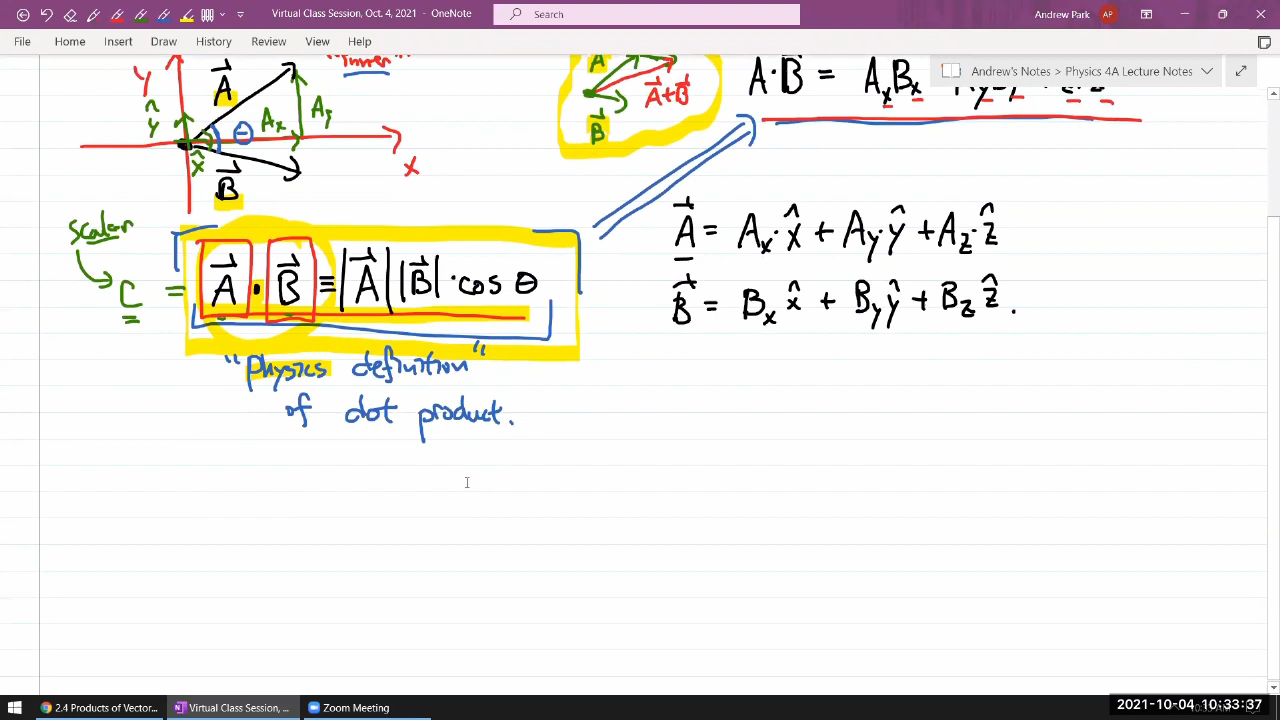 Virtual Class Session, Oct. 4, 2021 - OneNote
Search
Andrew Park AP
File Home Insert Draw History Review View Help
Andrew's Notes > Physics 4A Lecture Notes
y
A⃗
Ay
Ax
θ
ŷ
x̂
x
B⃗
A⃗
A⃗+B⃗
B⃗
A⃗·B⃗ = AxBx
scalar
C = A⃗ · B⃗ ≡ |A⃗| |B⃗| · cos θ
"Physics definition"
of dot product.
A⃗ = Ax·x̂ + Ay·ŷ + Az·ẑ
B⃗ = Bx x̂ + By ŷ + Bz ẑ .
2.4 Products of Vector... Virtual Class Session, ... Zoom Meeting
2021-10-04 10:33:37